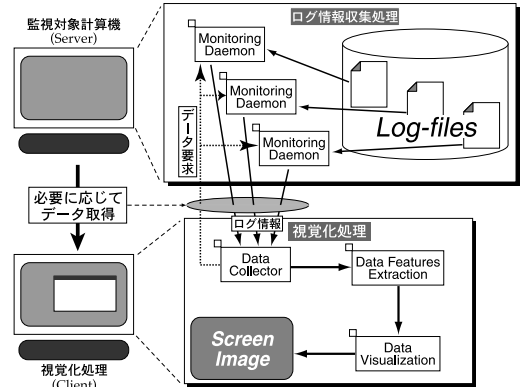 監視対象計算機
(Server)
ログ情報収集処理
Monitoring
Daemon
Monitoring
Daemon
Monitoring
Daemon
Log-files
データ要求
必要に応じて
データ取得
ログ情報
視覚化処理
Data
Collector
Data Features
Extraction
Data
Visualization
Screen
Image
視覚化処理
(Client)